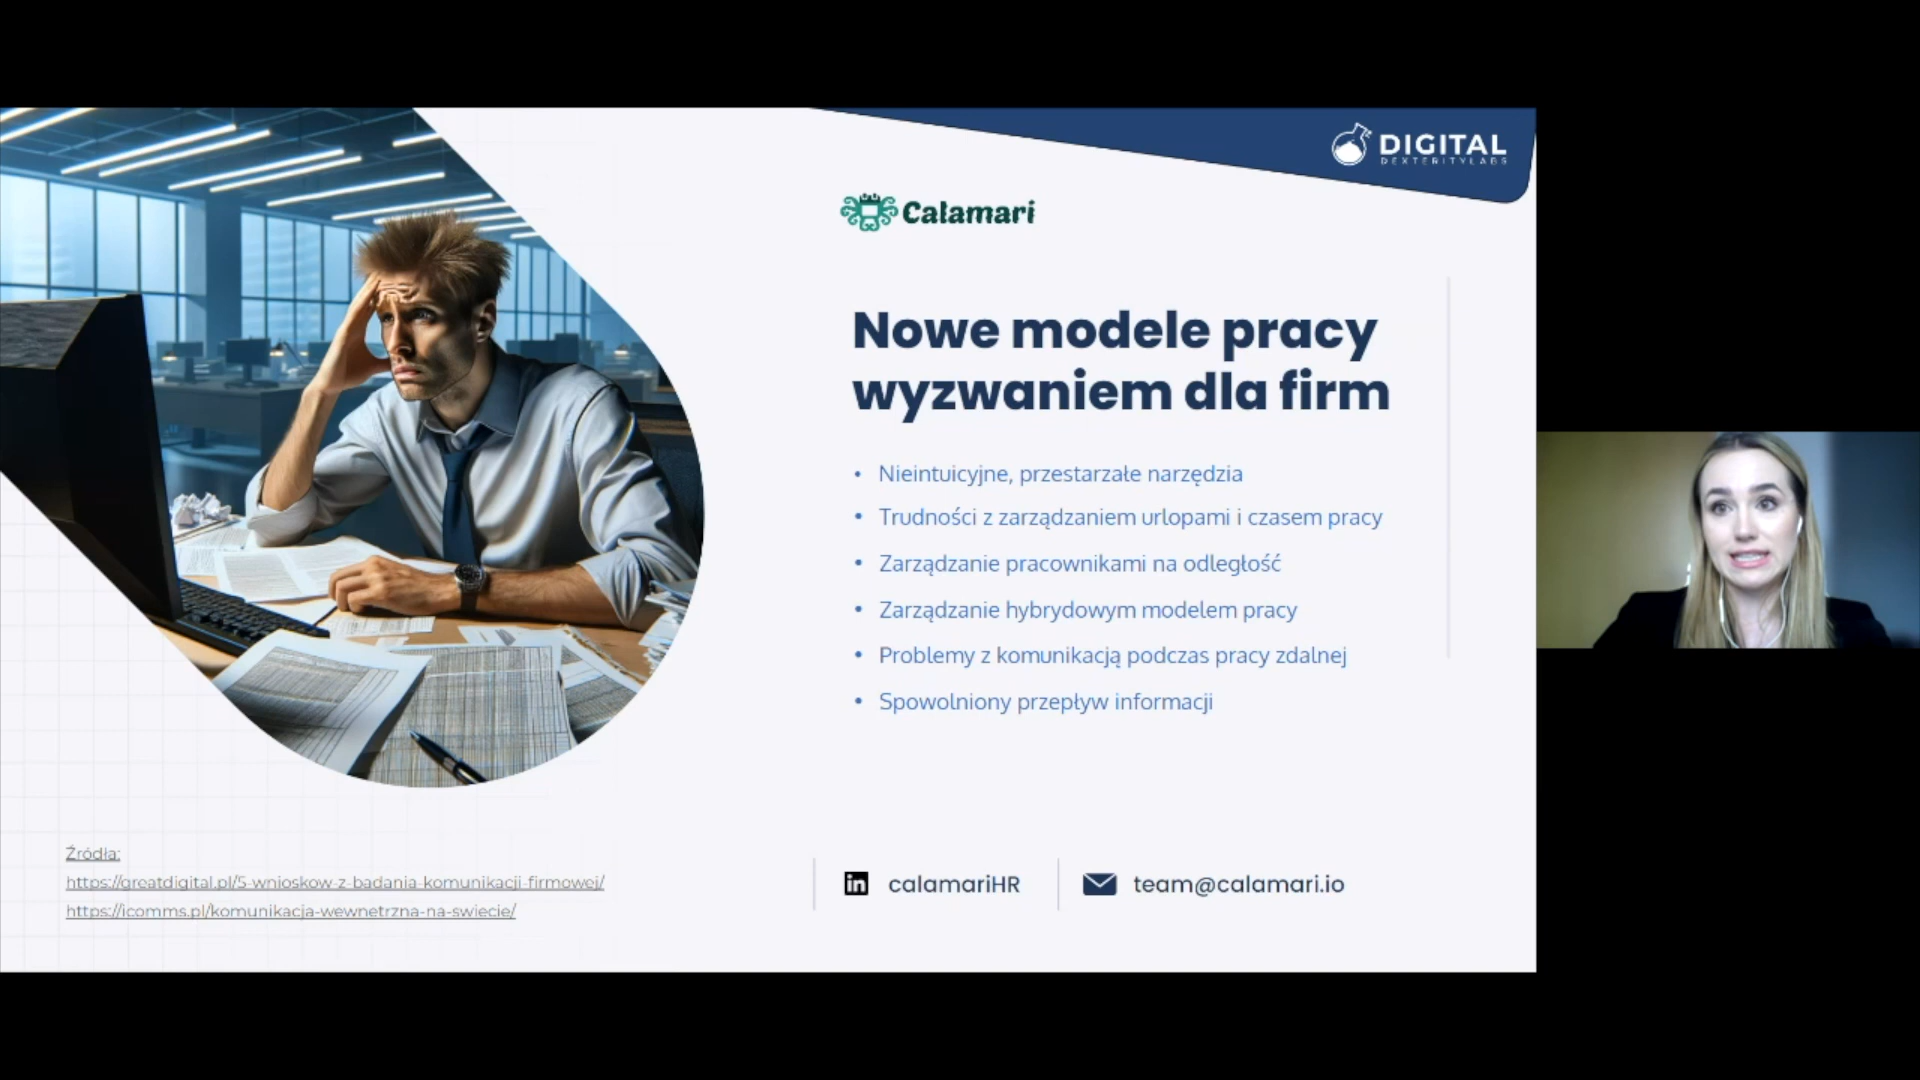 DIGITAL
DEXTERITYLABS
Calamari
Nowe modele pracy
wyzwaniem dla firm
• Nieintuicyjne, przestarzałe narzędzia
• Trudności z zarządzaniem urlopami i czasem pracy
• Zarządzanie pracownikami na odległość
• Zarządzanie hybrydowym modelem pracy
• Problemy z komunikacją podczas pracy zdalnej
• Spowolniony przepływ informacji
Źródła:
https://greatdigital.pl/5-wnioskow-z-badania-komunikacji-firmowej/
https://icomms.pl/komunikacja-wewnetrzna-na-swiecie/
in calamariHR
team@calamari.io